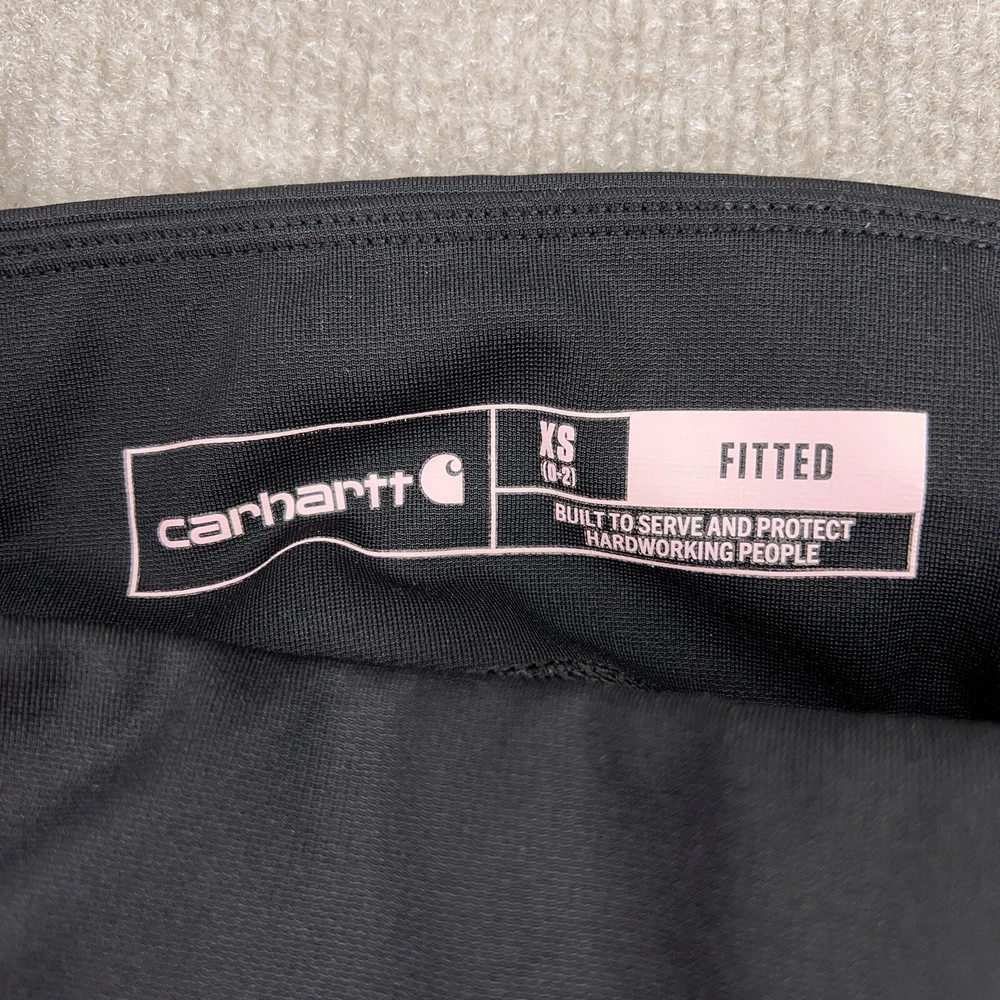 carhartt
XS
(0-2)
FITTED
BUILT TO SERVE AND PROTECT
HARDWORKING PEOPLE